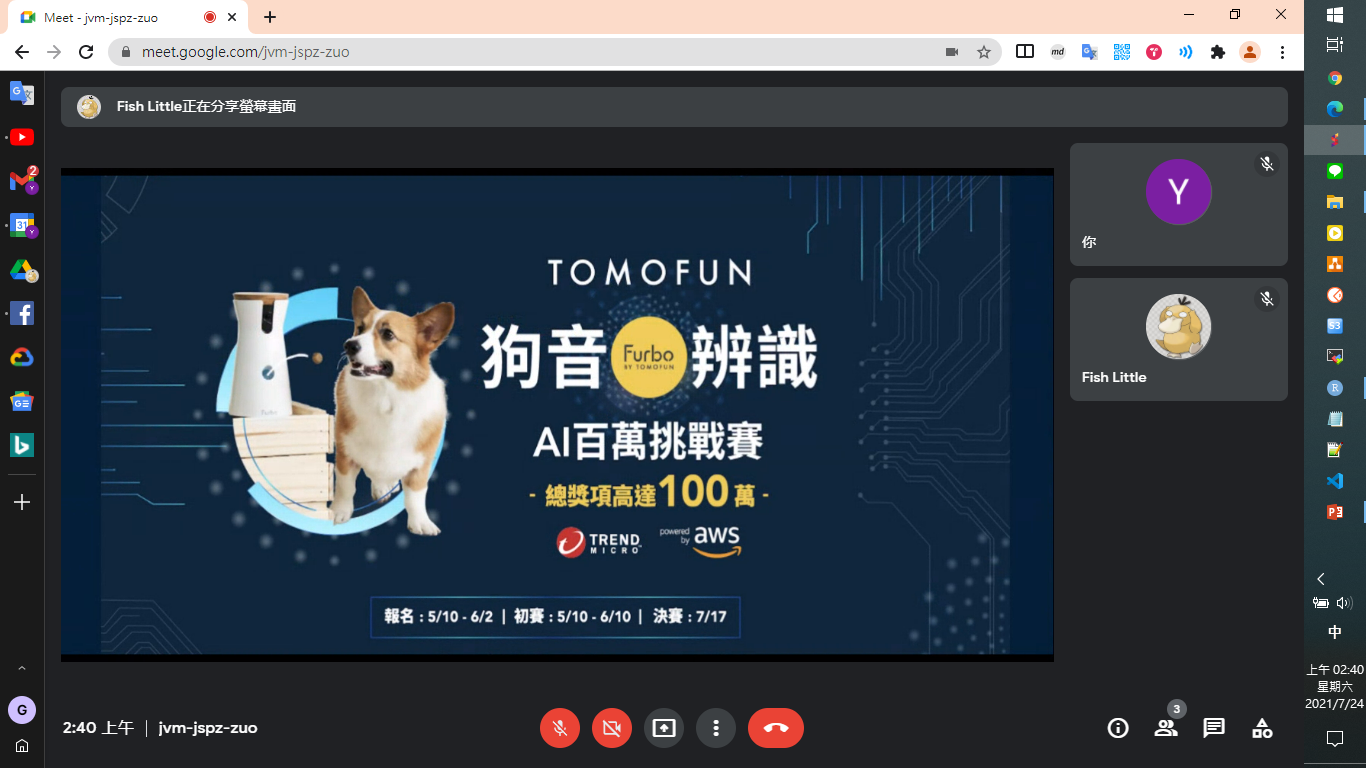 Meet - jvm-jspz-zuo
meet.google.com/jvm-jspz-zuo
md
Fish Little正在分享螢幕畫面
2
Y
31
Y
TOMOFUN
狗音 Furbo 辨識
BY TOMOFUN
AI百萬挑戰賽
- 總獎項高達100萬 -
TREND MICRO
powered by aws
報名 : 5/10 - 6/2 | 初賽 : 5/10 - 6/10 | 決賽 : 7/17
Y
你
Fish Little
G
2:40 上午 | jvm-jspz-zuo
3
S3
R
中
上午 02:40
星期六
2021/7/24